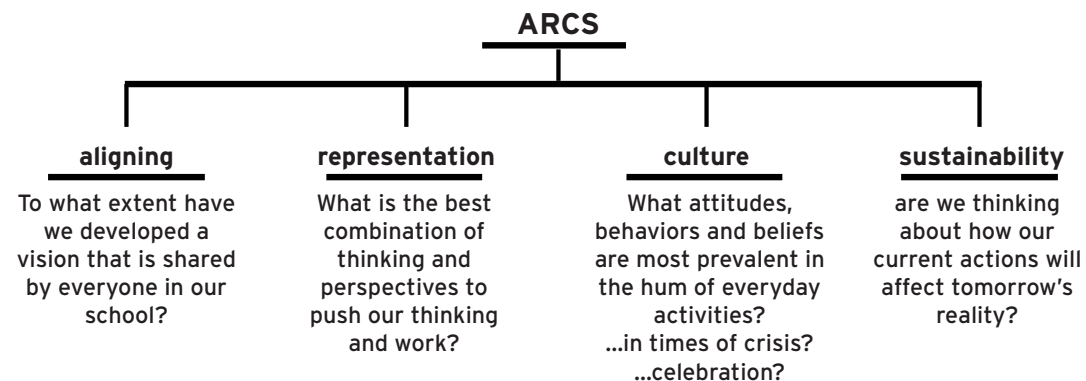 ARCS
aligning
To what extent have
we developed a
vision that is shared
by everyone in our
school?
representation
What is the best
combination of
thinking and
perspectives to
push our thinking
and work?
culture
What attitudes,
behaviors and beliefs
are most prevalent in
the hum of everyday
activities?
...in times of crisis?
...celebration?
sustainability
are we thinking
about how our
current actions will
affect tomorrow's
reality?